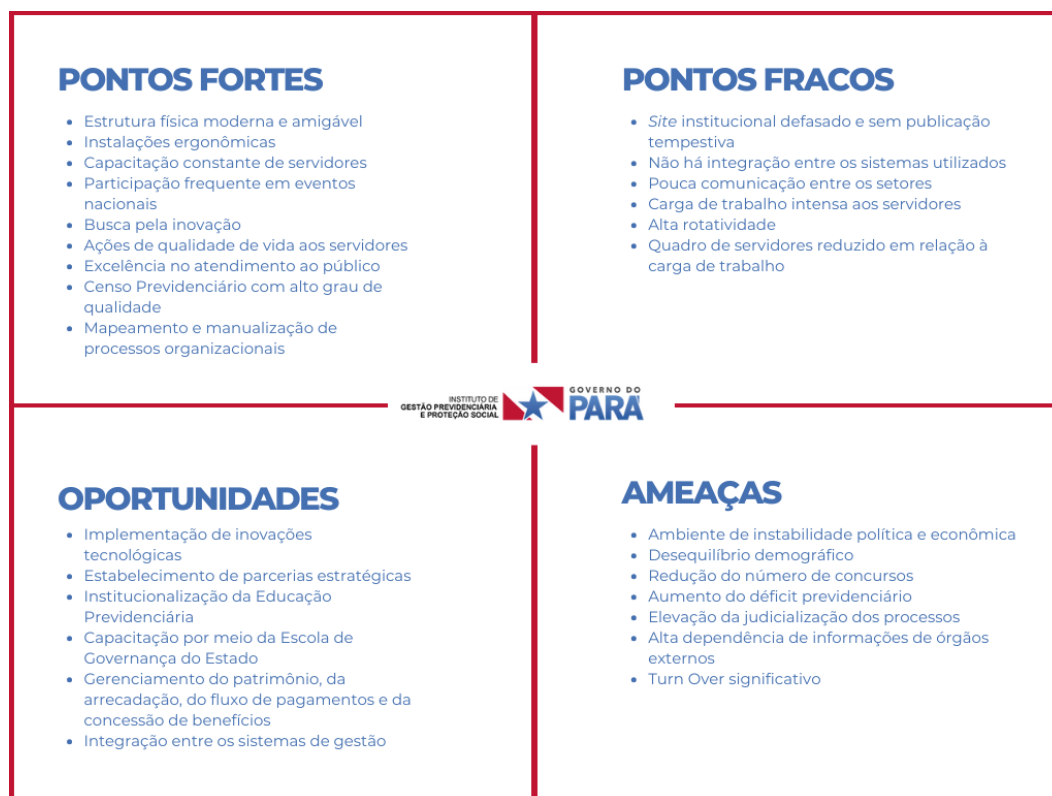 PONTOS FORTES
• Estrutura física moderna e amigável
• Instalações ergonômicas
• Capacitação constante de servidores
• Participação frequente em eventos
nacionais
• Busca pela inovação
• Ações de qualidade de vida aos servidores
• Excelência no atendimento ao público
• Censo Previdenciário com alto grau de
qualidade
• Mapeamento e manualização de
processos organizacionais
PONTOS FRACOS
• Site institucional defasado e sem publicação
tempestiva
• Não há integração entre os sistemas utilizados
• Pouca comunicação entre os setores
• Carga de trabalho intensa aos servidores
• Alta rotatividade
• Quadro de servidores reduzido em relação à
carga de trabalho
INSTITUTO DE
GESTÃO PREVIDENCIÁRIA
E PROTEÇÃO SOCIAL
GOVERNO DO
PARÁ
OPORTUNIDADES
• Implementação de inovações
tecnológicas
• Estabelecimento de parcerias estratégicas
• Institucionalização da Educação
Previdenciária
• Capacitação por meio da Escola de
Governança do Estado
• Gerenciamento do patrimônio, da
arrecadação, do fluxo de pagamentos e da
concessão de benefícios
• Integração entre os sistemas de gestão
AMEAÇAS
• Ambiente de instabilidade política e econômica
• Desequilíbrio demográfico
• Redução do número de concursos
• Aumento do déficit previdenciário
• Elevação da judicialização dos processos
• Alta dependência de informações de órgãos
externos
• Turn Over significativo